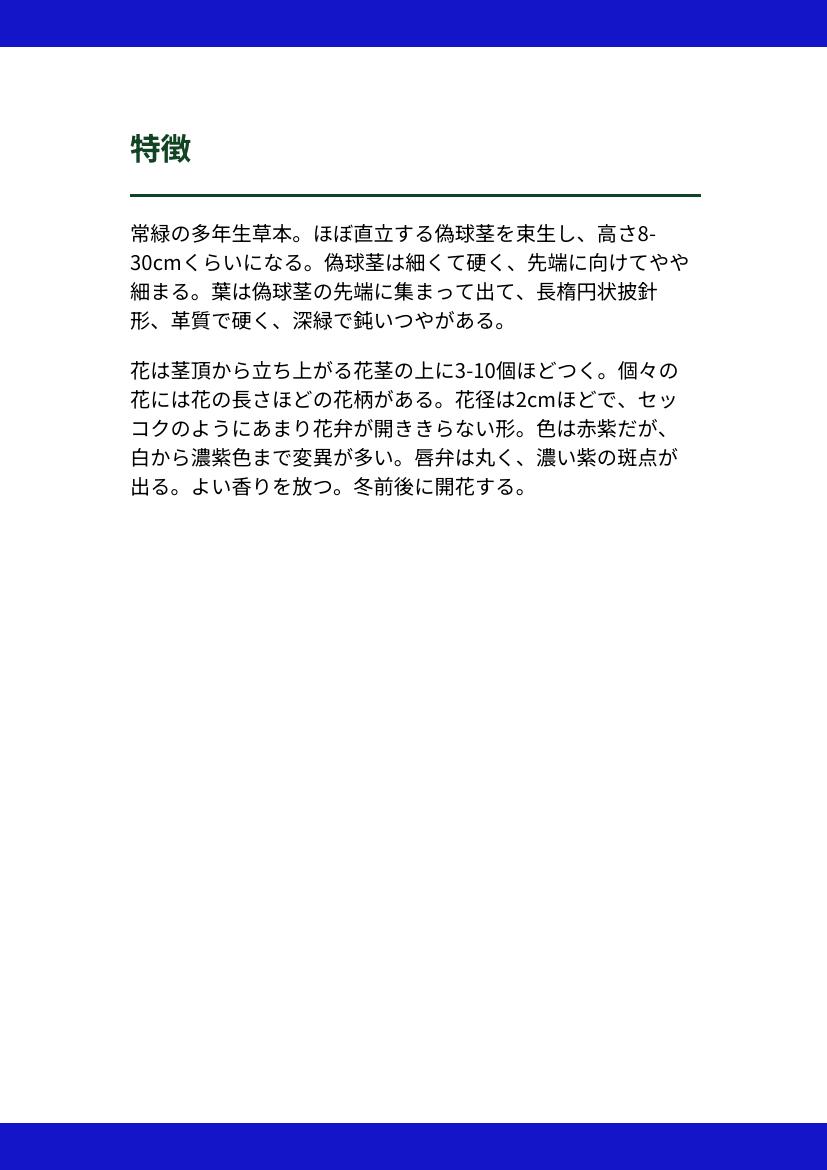 特徴
常緑の多年生草本。ほぼ直立する偽球茎を束生し、高さ8-
30cmくらいになる。偽球茎は細くて硬く、先端に向けてやや
細まる。葉は偽球茎の先端に集まって出て、長楕円状披針
形、革質で硬く、深緑で鈍いつやがある。
花は茎頂から立ち上がる花茎の上に3-10個ほどつく。個々の
花には花の長さほどの花柄がある。花径は2cmほどで、セッ
コクのようにあまり花弁が開ききらない形。色は赤紫だが、
白から濃紫色まで変異が多い。唇弁は丸く、濃い紫の斑点が
出る。よい香りを放つ。冬前後に開花する。